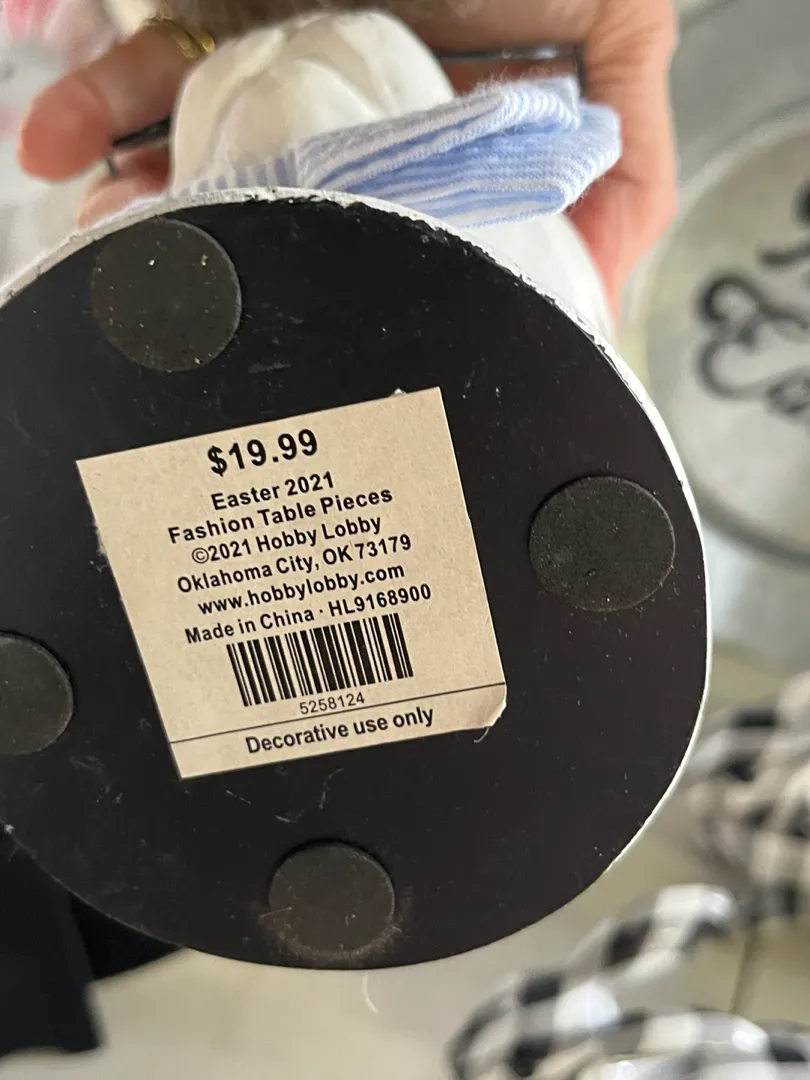 $19.99
Easter 2021
Fashion Table Pieces
©2021 Hobby Lobby
Oklahoma City, OK 73179
www.hobbylobby.com
Made in China · HL9168900
5258124
Decorative use only